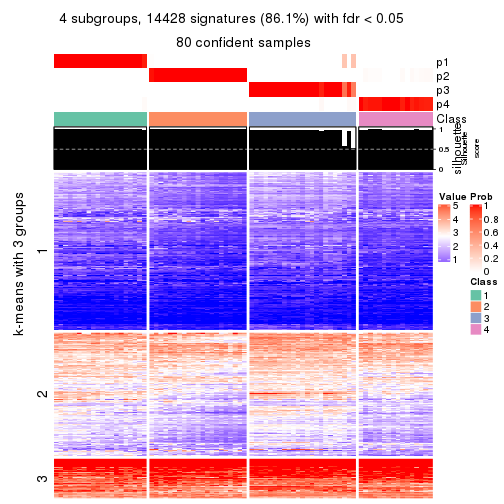 4 subgroups, 14428 signatures (86.1%) with fdr < 0.05
80 confident samples
p1
p2
p3
p4
Class
1
0.5
0
silhouette
Silhouette
score
k-means with 3 groups
1
2
3
Value
5
4
3
2
1
Prob
1
0.8
0.6
0.4
0.2
0
Class
1
2
3
4